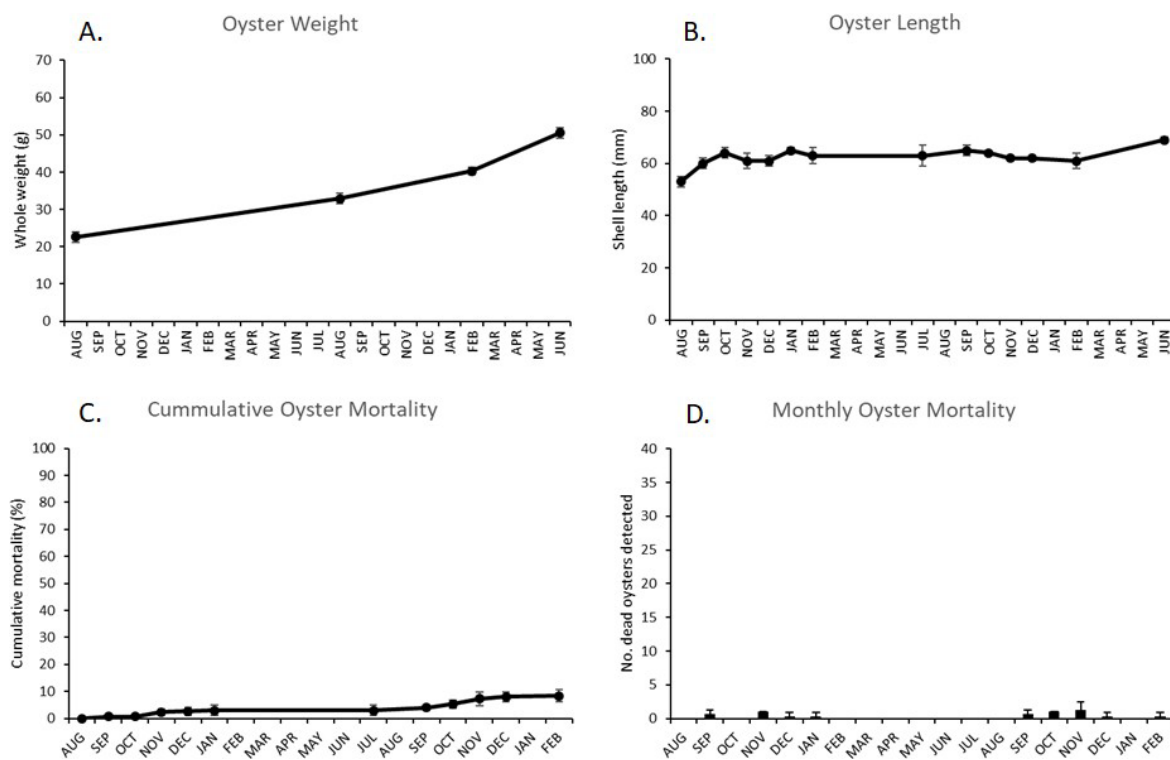 A. Oyster Weight
Whole weight (g)
70
60
50
40
30
20
10
0
AUG SEP OCT NOV DEC JAN FEB MAR APR MAY JUN JUL AUG SEP OCT NOV DEC JAN FEB MAR APR MAY JUN
B. Oyster Length
Shell length (mm)
100
80
60
40
20
0
AUG SEP OCT NOV DEC JAN FEB MAR APR MAY JUN JUL AUG SEP OCT NOV DEC JAN FEB MAR APR MAY JUN
C. Cummulative Oyster Mortality
Cumulative mortality (%)
100
90
80
70
60
50
40
30
20
10
0
AUG SEP OCT NOV DEC JAN FEB MAR APR MAY JUN JUL AUG SEP OCT NOV DEC JAN FEB
D. Monthly Oyster Mortality
No. dead oysters detected
40
35
30
25
20
15
10
5
0
AUG SEP OCT NOV DEC JAN FEB MAR APR MAY JUN JUL AUG SEP OCT NOV DEC JAN FEB